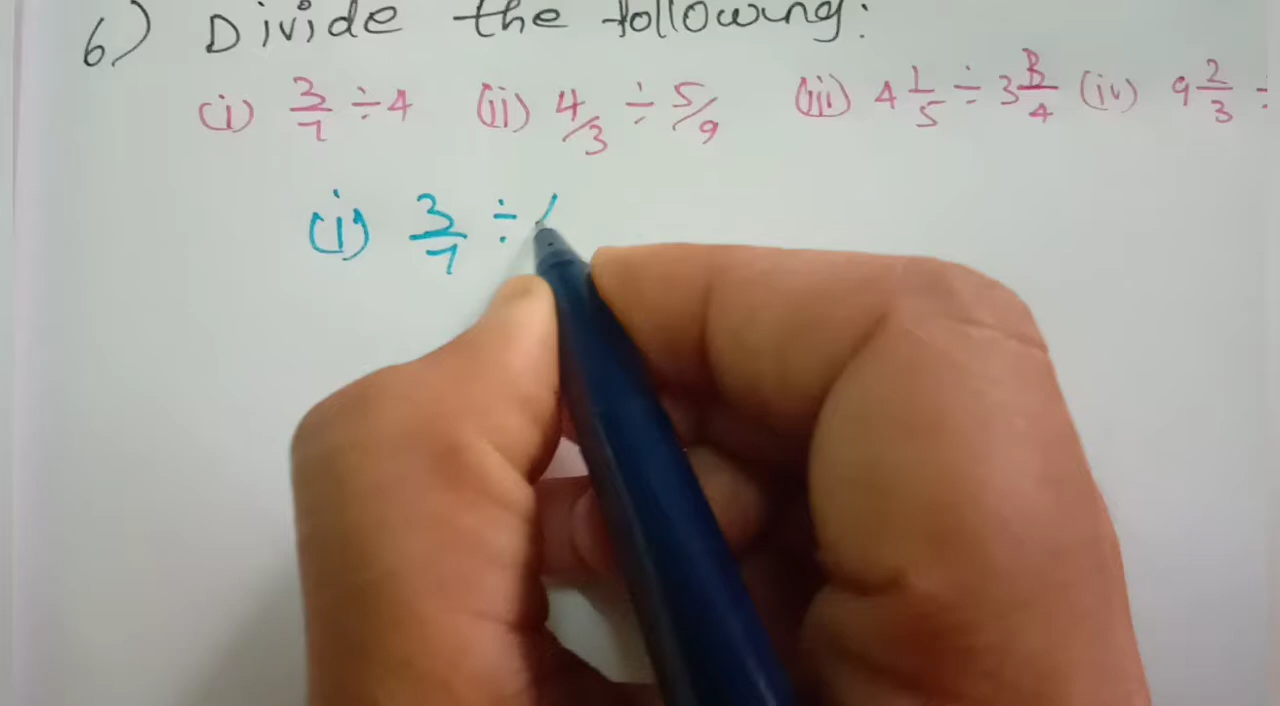 6) Divide the following:
(i) 3/7 ÷ 4 (ii) 4/3 ÷ 5/9 (iii) 4 1/5 ÷ 3 3/4 (iv) 9 2/3 ÷
(i) 3/7 ÷